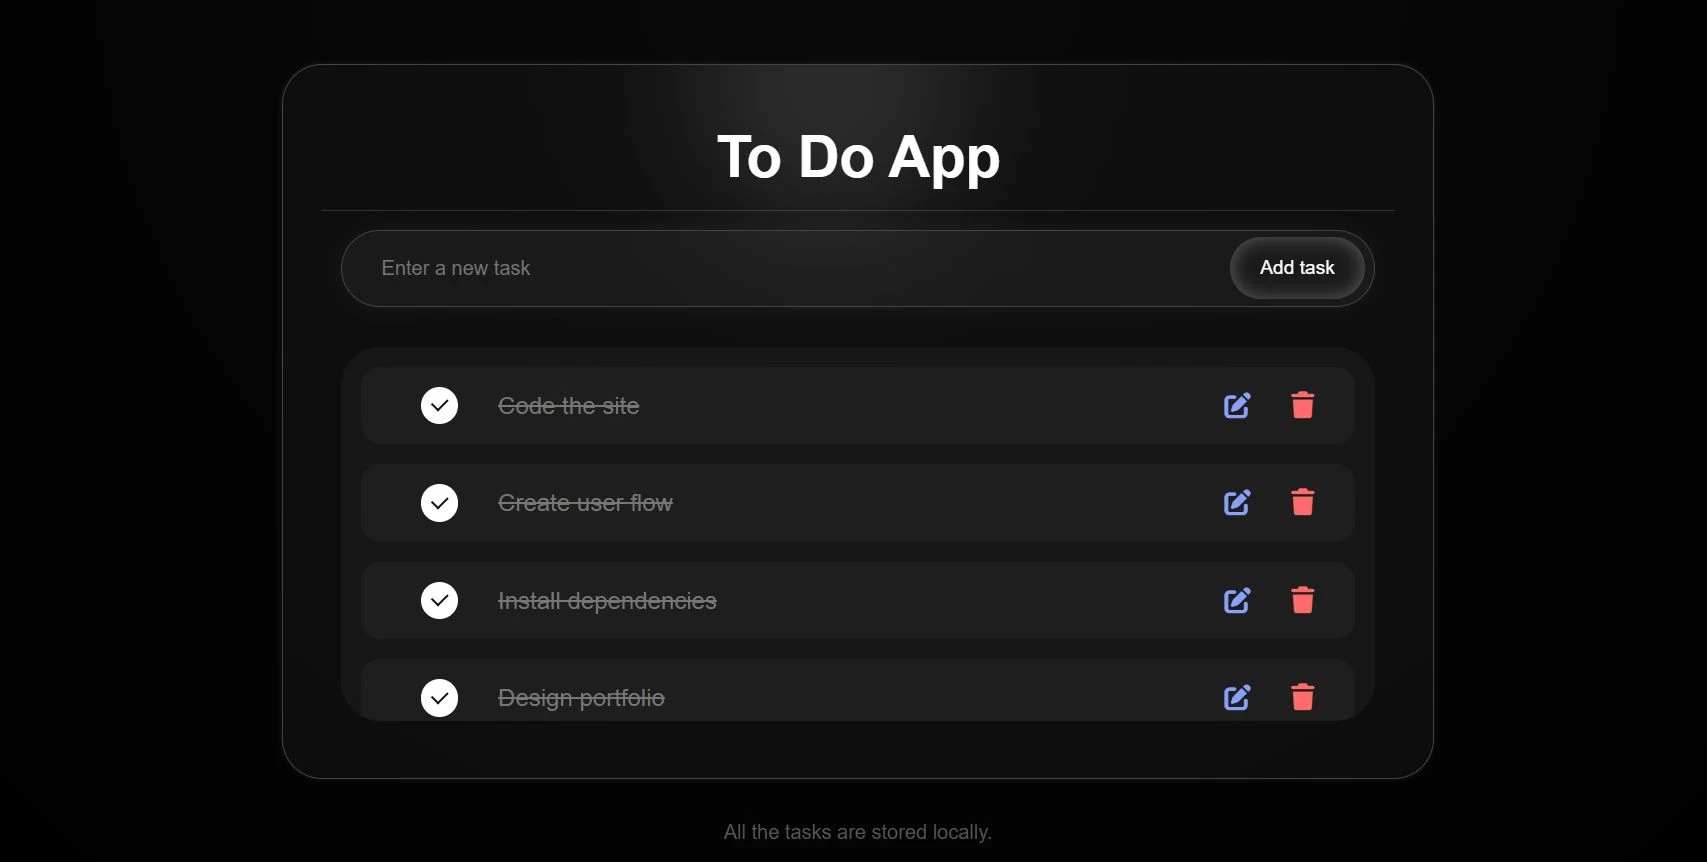 To Do App
Enter a new task
Add task
Code the site
Create user flow
Install dependencies
Design portfolio
All the tasks are stored locally.